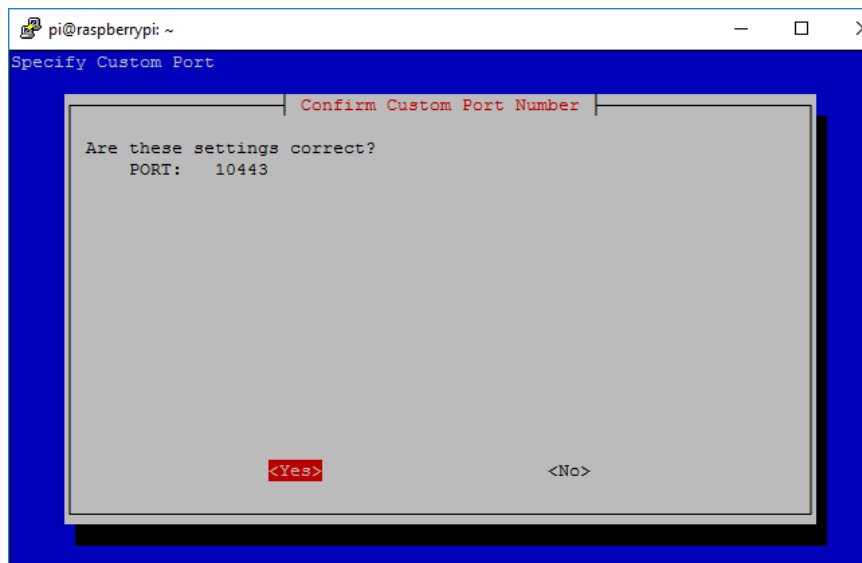 pi@raspberrypi: ~
Specify Custom Port
Confirm Custom Port Number
Are these settings correct?
PORT: 10443
<Yes> <No>